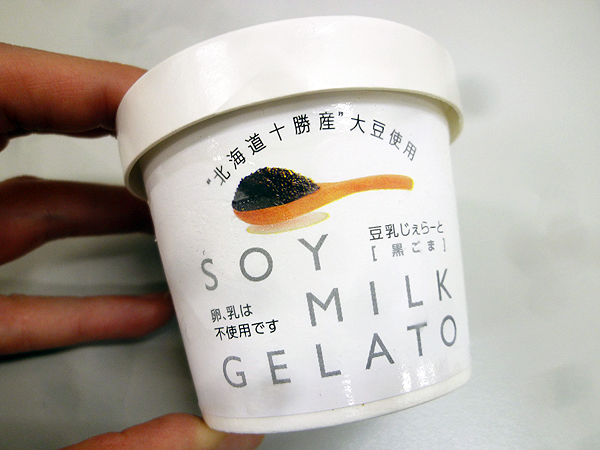 “北海道十勝産”大豆使用
SOY
豆乳じぇらーと
[黒ごま]
卵、乳は
不使用です
MILK
GELATO